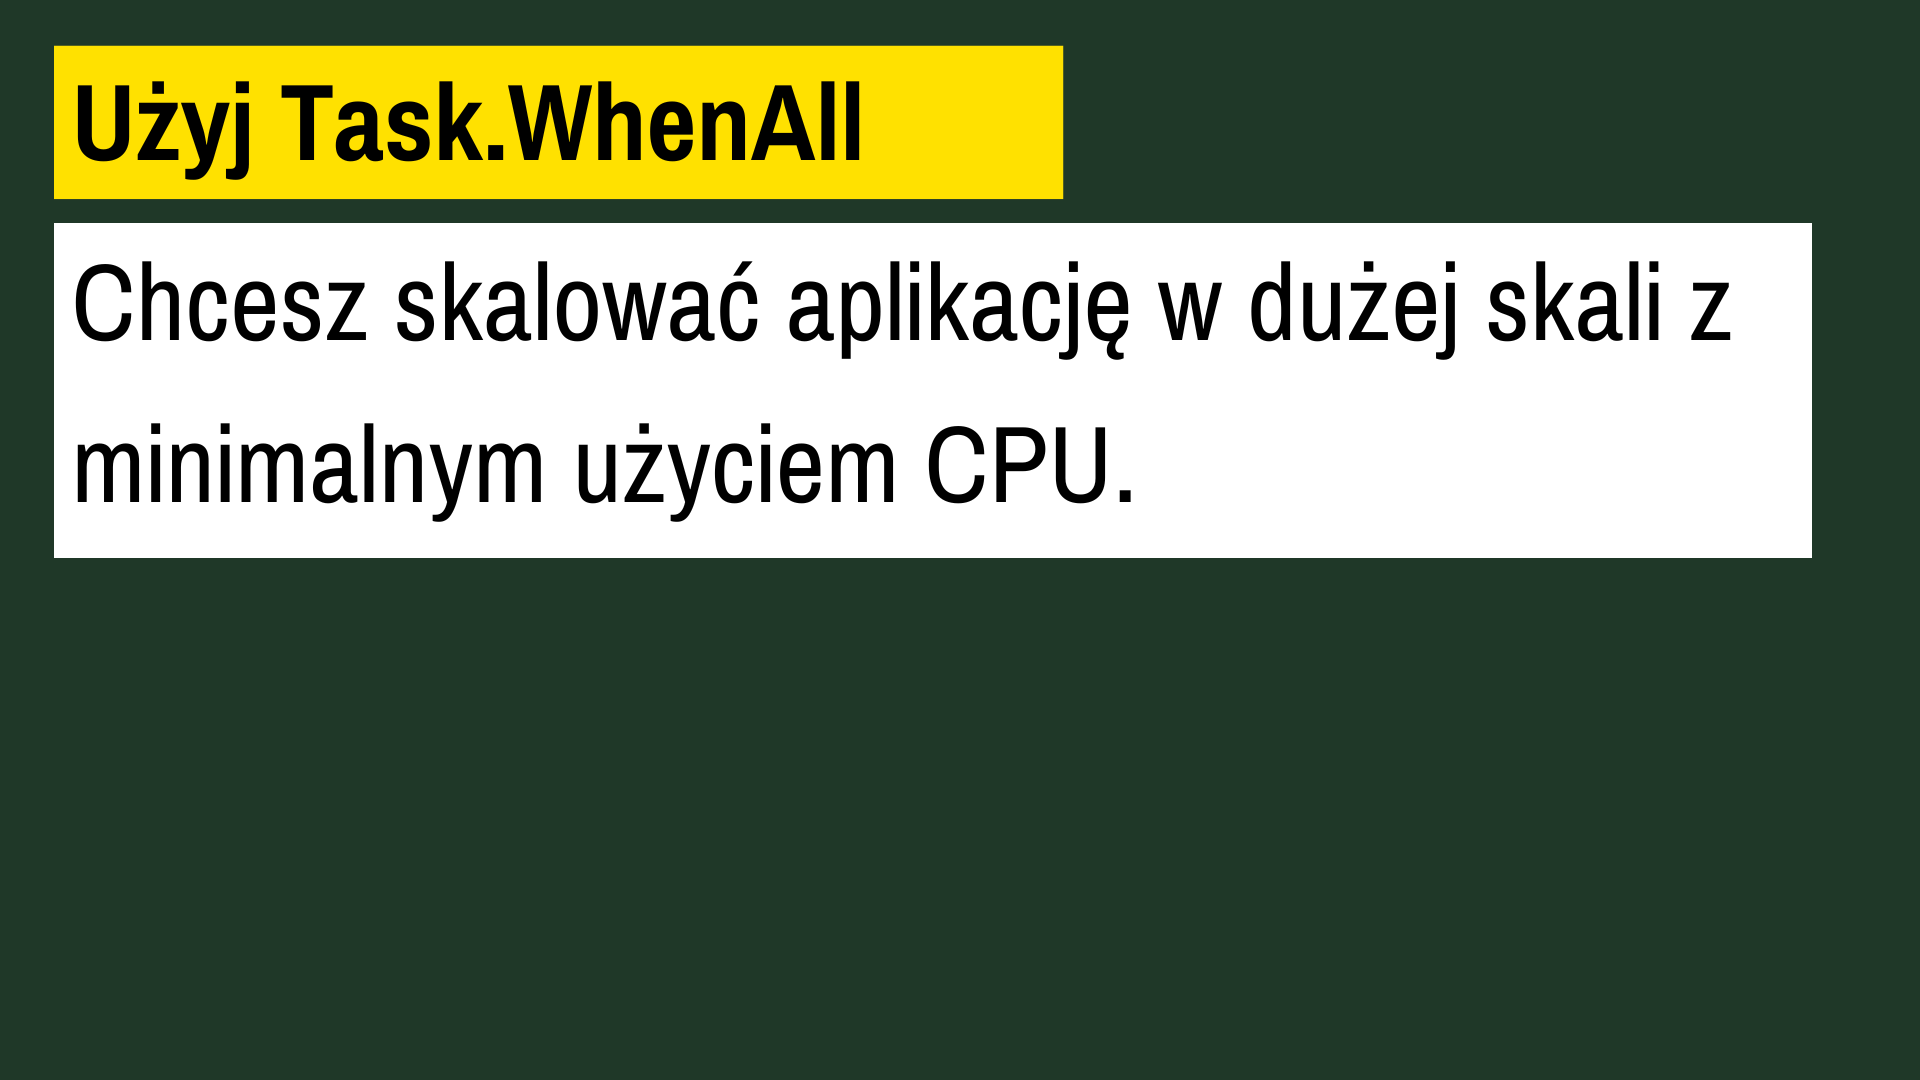 Użyj Task.WhenAll
Chcesz skalować aplikację w dużej skali z
minimalnym użyciem CPU.